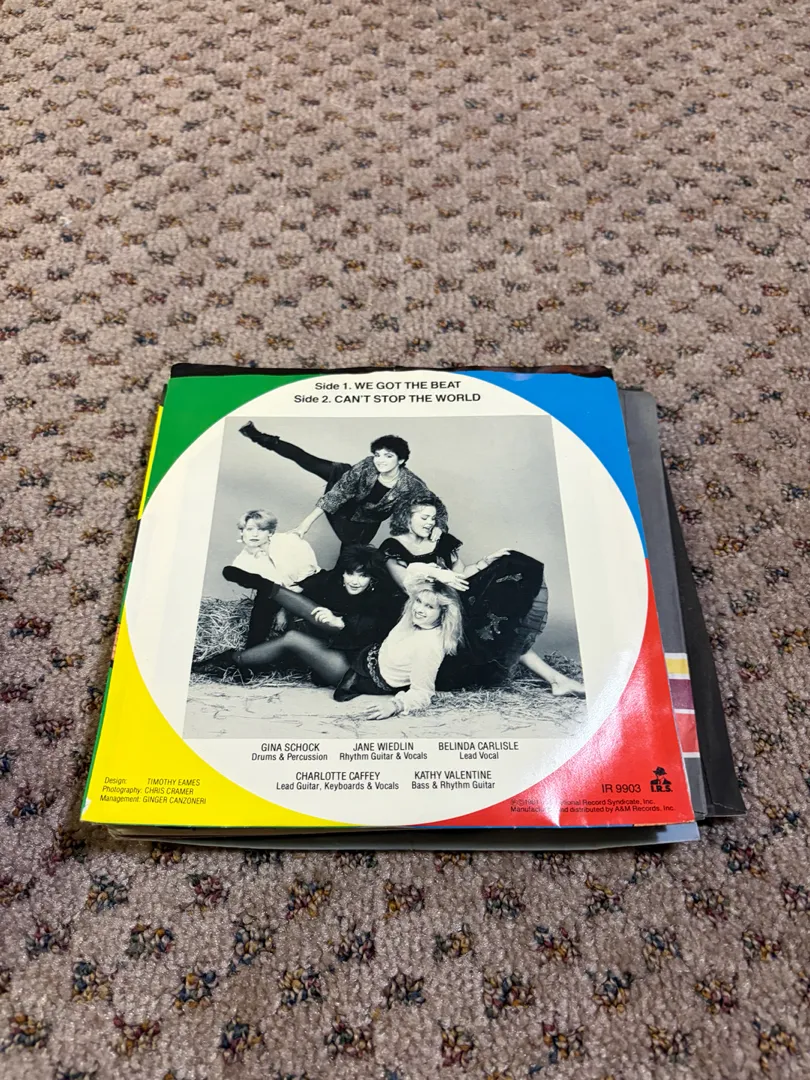 Side 1. WE GOT THE BEAT
Side 2. CAN'T STOP THE WORLD
GINA SCHOCK
Drums & Percussion
JANE WIEDLIN
Rhythm Guitar & Vocals
BELINDA CARLISLE
Lead Vocal
CHARLOTTE CAFFEY
Lead Guitar, Keyboards & Vocals
KATHY VALENTINE
Bass & Rhythm Guitar
Design: TIMOTHY EAMES
Photography: CHRIS CRAMER
Management: GINGER CANZONERI
IR 9903
I.R.S.
Record Syndicate, Inc.
and distributed by A&M Records, Inc.